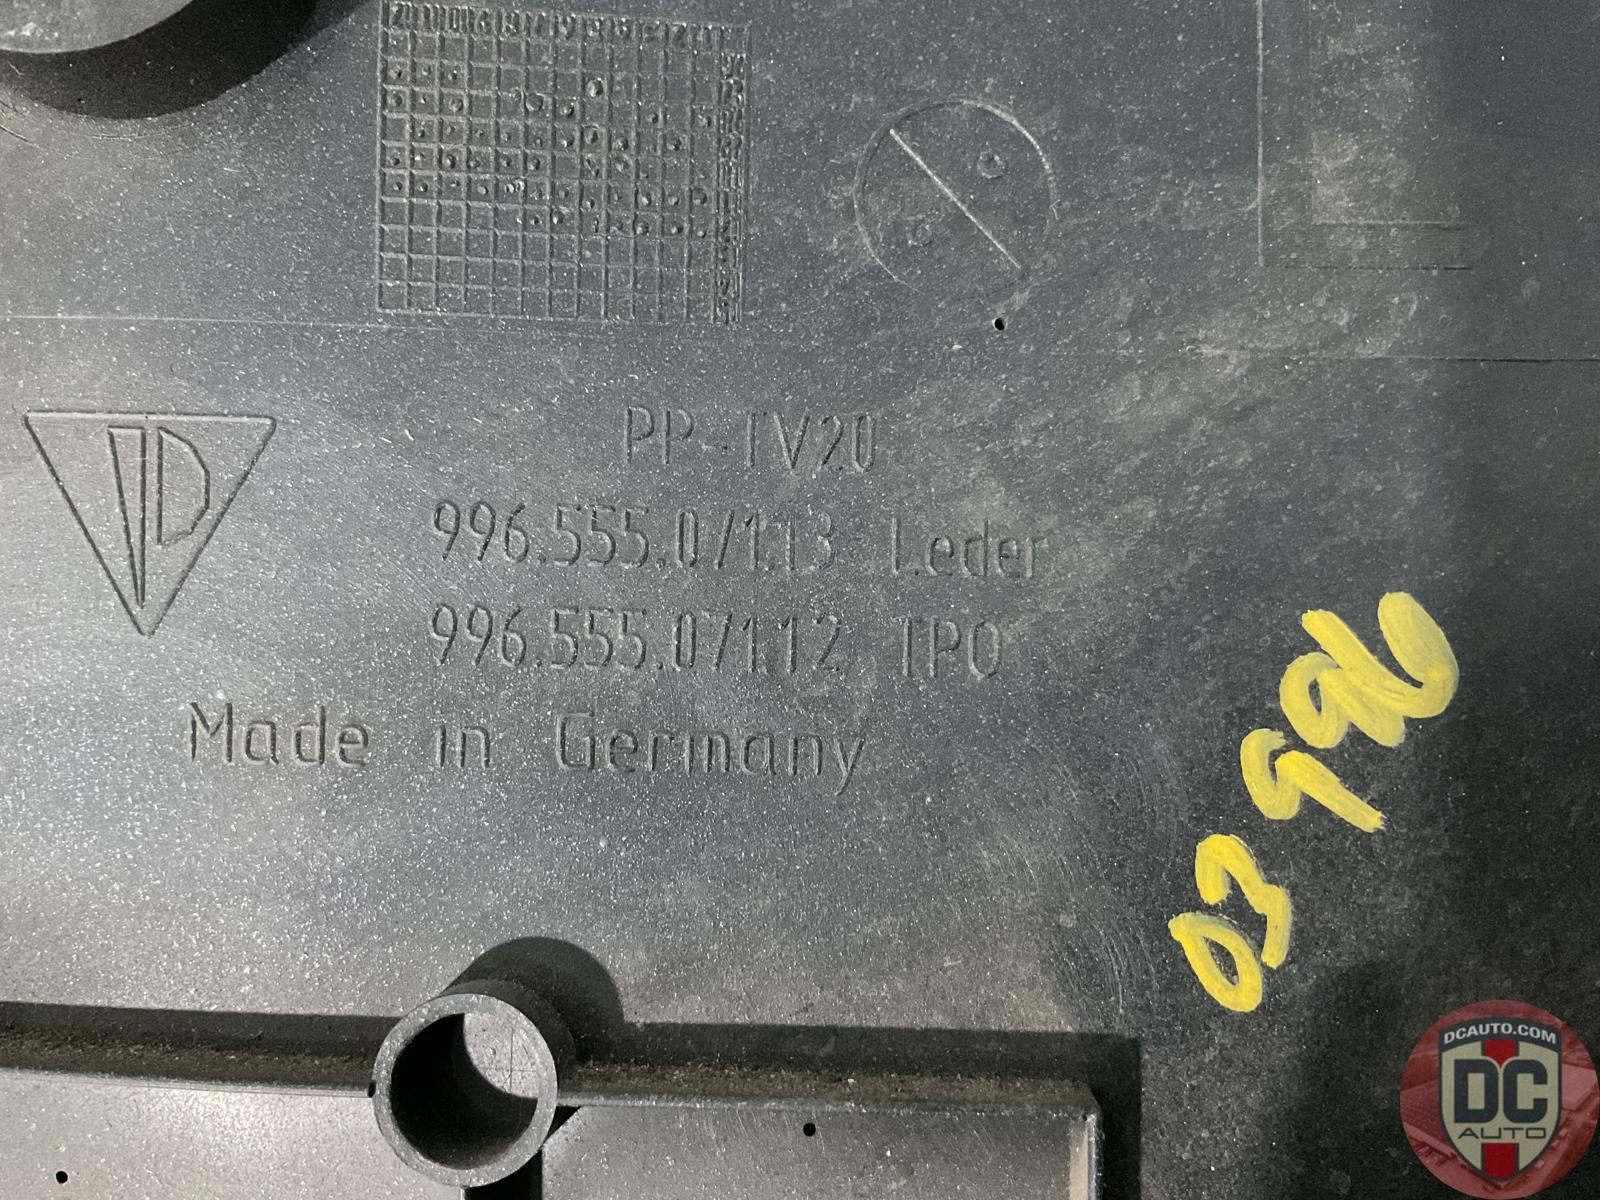 PP-TV20
996.555.071.13 Leder
996.555.071.12 TPO
Made in Germany
03 996
DCAUTO.COM
DC
AUTO